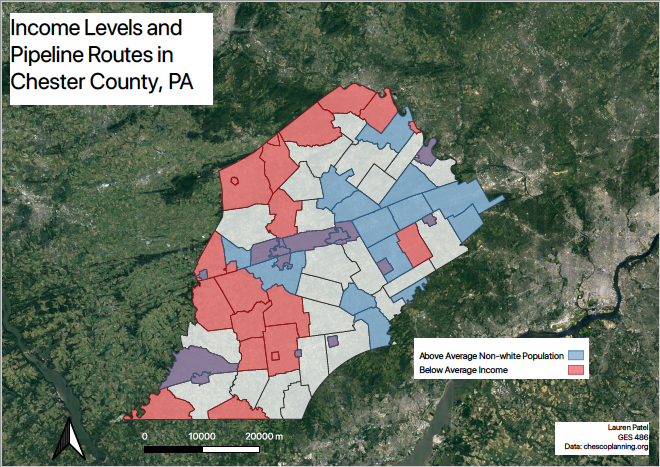 Income Levels and
Pipeline Routes in
Chester County, PA
Above Average Non-white Population
Below Average Income
0 10000 20000 m
Lauren Patel
GES 486
Data: chescoplanning.org